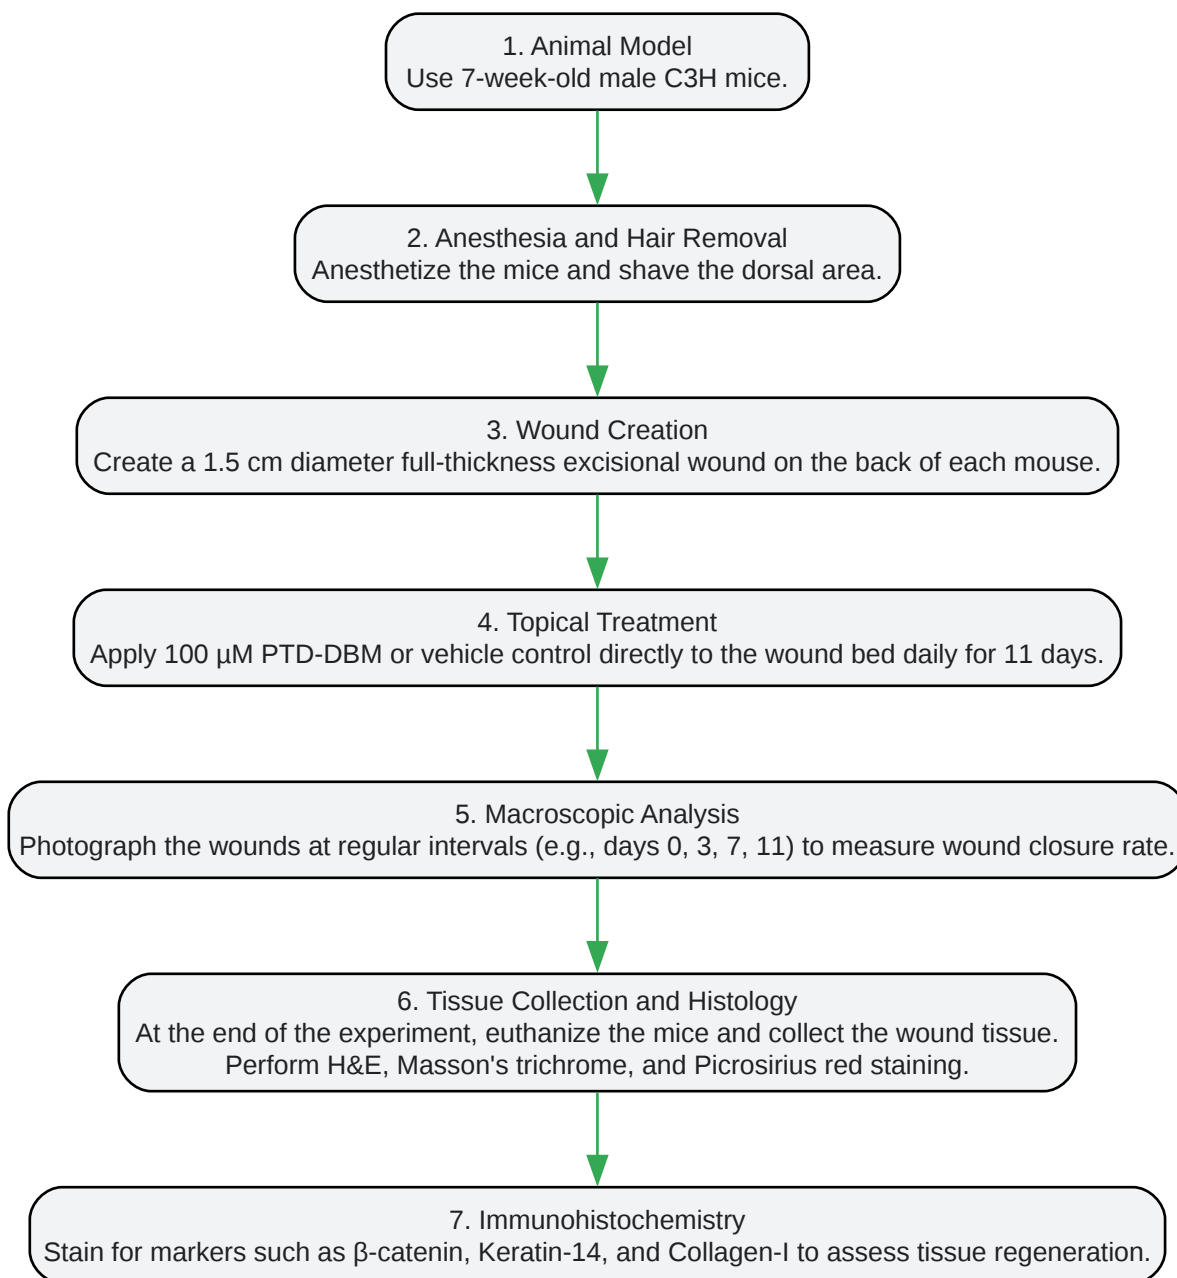 1. Animal Model
Use 7-week-old male C3H mice.
2. Anesthesia and Hair Removal
Anesthetize the mice and shave the dorsal area.
3. Wound Creation
Create a 1.5 cm diameter full-thickness excisional wound on the back of each mouse.
4. Topical Treatment
Apply 100 µM PTD-DBM or vehicle control directly to the wound bed daily for 11 days.
5. Macroscopic Analysis
Photograph the wounds at regular intervals (e.g., days 0, 3, 7, 11) to measure wound closure rate.
6. Tissue Collection and Histology
At the end of the experiment, euthanize the mice and collect the wound tissue.
Perform H&E, Masson's trichrome, and Picrosirius red staining.
7. Immunohistochemistry
Stain for markers such as β-catenin, Keratin-14, and Collagen-I to assess tissue regeneration.